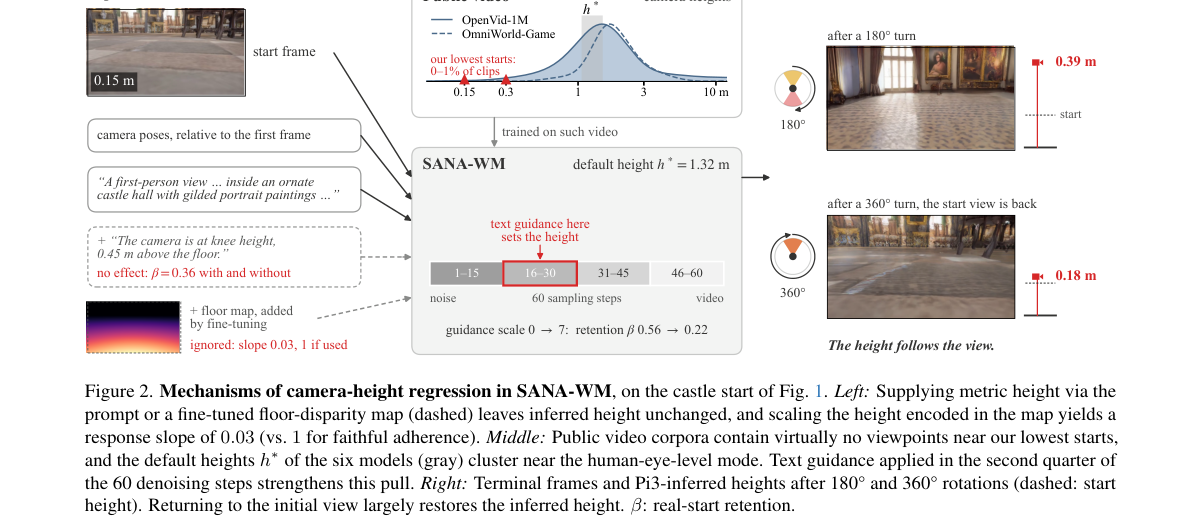 h*
OpenVid-1M
OmniWorld-Game
our lowest starts:
0–1% of clips
0.15 0.3 1 3 10 m
0.15 m
start frame
camera poses, relative to the first frame
“A first-person view … inside an ornate
castle hall with gilded portrait paintings …”
+ “The camera is at knee height,
0.45 m above the floor.”
no effect: β = 0.36 with and without
+ floor map, added
by fine-tuning
ignored: slope 0.03, 1 if used
trained on such video
SANA-WM default height h* = 1.32 m
text guidance here
sets the height
1–15 16–30 31–45 46–60
noise 60 sampling steps video
guidance scale 0 → 7: retention β 0.56 → 0.22
after a 180° turn
180°
0.39 m
start
after a 360° turn, the start view is back
360°
0.18 m
The height follows the view.
Figure 2. Mechanisms of camera-height regression in SANA-WM, on the castle start of Fig. 1. Left: Supplying metric height via the
prompt or a fine-tuned floor-disparity map (dashed) leaves inferred height unchanged, and scaling the height encoded in the map yields a
response slope of 0.03 (vs. 1 for faithful adherence). Middle: Public video corpora contain virtually no viewpoints near our lowest starts,
and the default heights h* of the six models (gray) cluster near the human-eye-level mode. Text guidance applied in the second quarter of
the 60 denoising steps strengthens this pull. Right: Terminal frames and Pi3-inferred heights after 180° and 360° rotations (dashed: start
height). Returning to the initial view largely restores the inferred height. β: real-start retention.